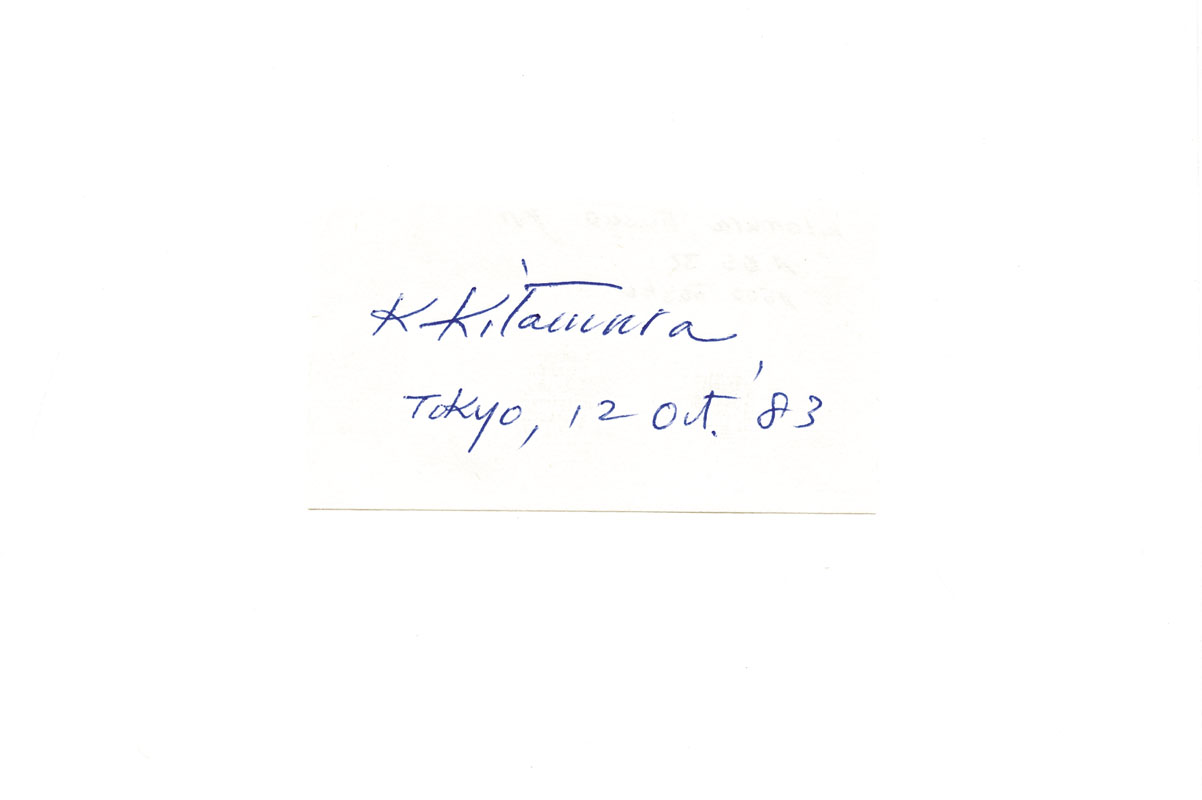 K Kitamura
Tokyo, 12 Oct. '83